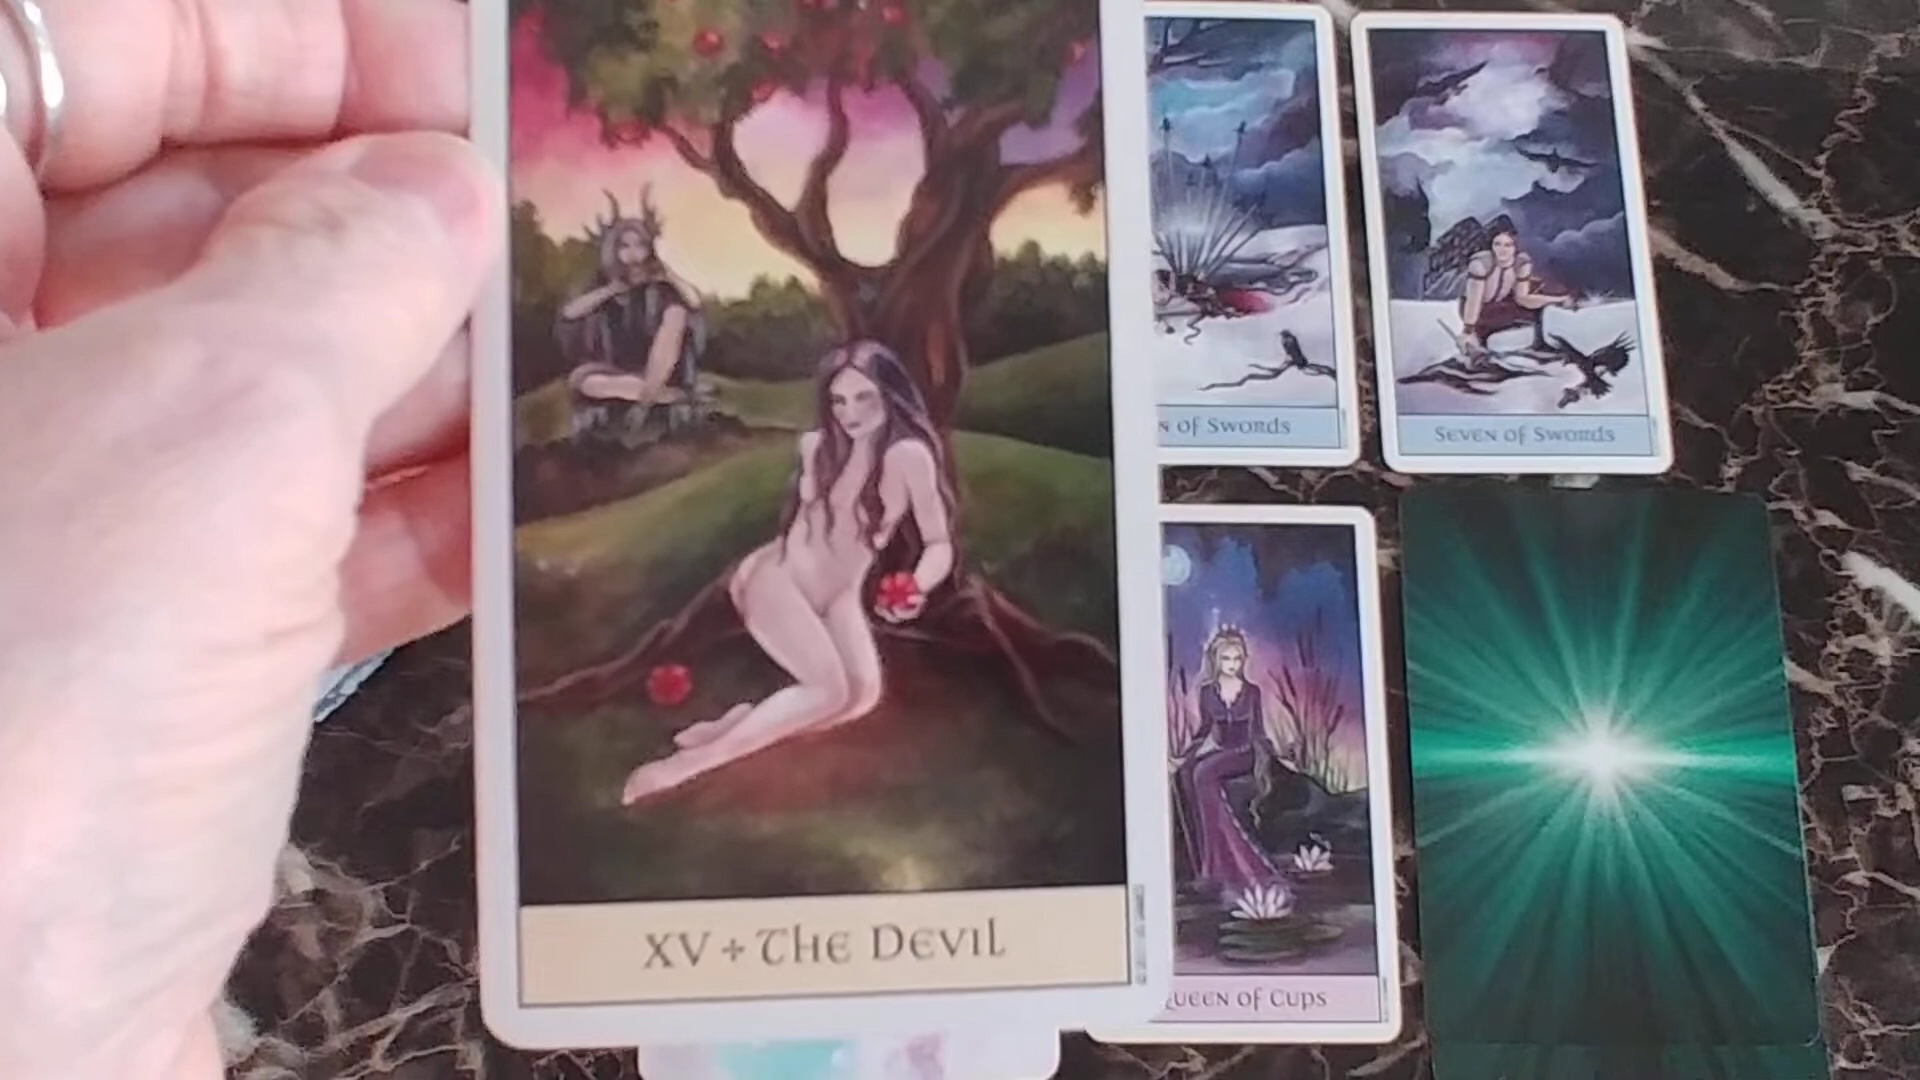 of Swords
Seven of Swords
XV + The Devil
Queen of Cups